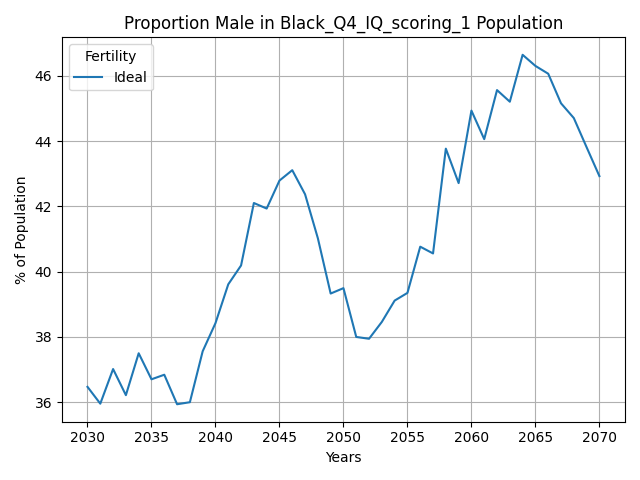 Proportion Male in Black_Q4_IQ_scoring_1 Population
Fertility
Ideal
% of Population
46
44
42
40
38
36
2030 2035 2040 2045 2050 2055 2060 2065 2070
Years